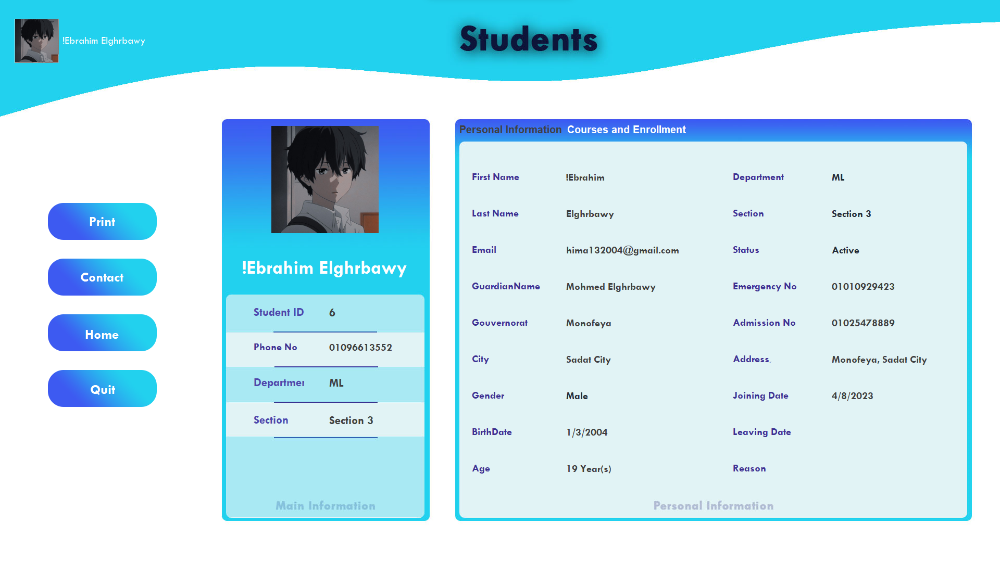 Students
!Ebrahim Elghrbawy
Print
Contact
Home
Quit
!Ebrahim Elghrbawy
Student ID 6
Phone No 01096613552
Departmer ML
Section Section 3
Main Information
Personal Information Courses and Enrollment
First Name !Ebrahim Department ML
Last Name Elghrbawy Section Section 3
Email hima132004@gmail.com Status Active
GuardianName Mohmed Elghrbawy Emergency No 01010929423
Gouvernorat Monofeya Admission No 01025478889
City Sadat City Address Monofeya, Sadat City
Gender Male Joining Date 4/8/2023
BirthDate 1/3/2004 Leaving Date
Age 19 Year(s) Reason
Personal Information